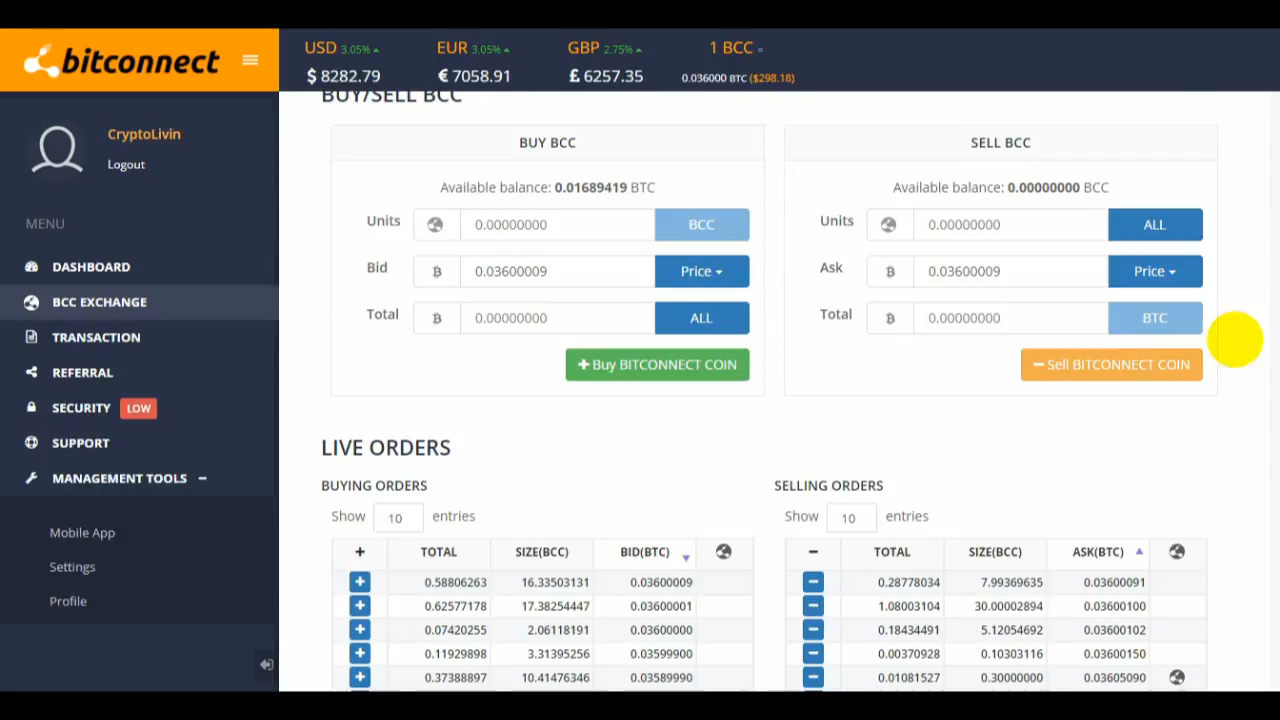 bitconnect
USD 3.05% EUR 3.05% GBP 2.75% 1 BCC =
$ 8282.79 € 7058.91 £ 6257.35 0.036000 BTC ($298.18)
CryptoLivin
Logout
MENU
DASHBOARD
BCC EXCHANGE
TRANSACTION
REFERRAL
SECURITY LOW
SUPPORT
MANAGEMENT TOOLS −
Mobile App
Settings
Profile
BUY/SELL BCC
BUY BCC
Available balance: 0.01689419 BTC
Units 0.00000000 BCC
Bid 0.03600009 Price
Total 0.00000000 ALL
+ Buy BITCONNECT COIN
SELL BCC
Available balance: 0.00000000 BCC
Units 0.00000000 ALL
Ask 0.03600009 Price
Total 0.00000000 BTC
− Sell BITCONNECT COIN
LIVE ORDERS
BUYING ORDERS
Show 10 entries
+ TOTAL SIZE(BCC) BID(BTC)
+ 0.58806263 16.33503131 0.03600009
+ 0.62577178 17.38254447 0.03600001
+ 0.07420255 2.06118191 0.03600000
+ 0.11929898 3.31395256 0.03599900
+ 0.37388897 10.41476346 0.03589990
SELLING ORDERS
Show 10 entries
− TOTAL SIZE(BCC) ASK(BTC)
− 0.28778034 7.99369635 0.03600091
− 1.08003104 30.00002894 0.03600100
− 0.18434491 5.12054692 0.03600102
− 0.00370928 0.10303116 0.03600150
− 0.01081527 0.30000000 0.03605090